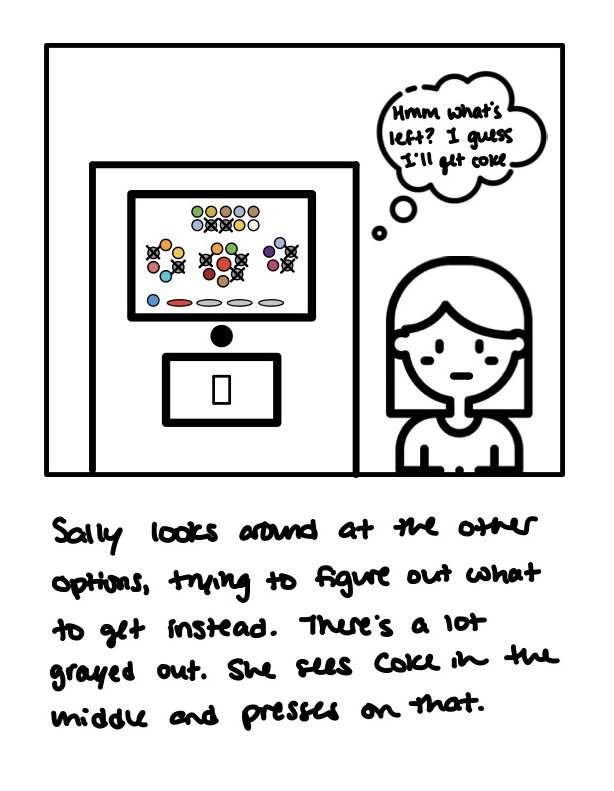 Hmm what's
left? I guess
I'll get coke
Sally looks around at the other
options, trying to figure out what
to get instead. There's a lot
grayed out. She sees Coke in the
middle and presses on that.